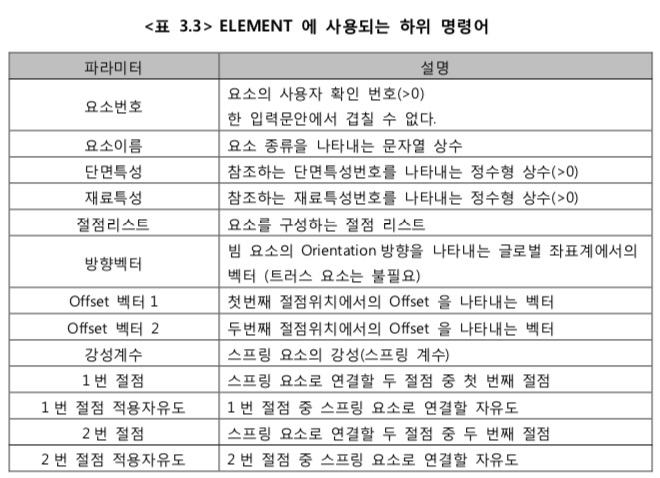 <표 3.3> ELEMENT 에 사용되는 하위 명령어
파라미터 설명
요소번호 요소의 사용자 확인 번호(>0)
한 입력문안에서 겹칠 수 없다.
요소이름 요소 종류을 나타내는 문자열 상수
단면특성 참조하는 단면특성번호를 나타내는 정수형 상수(>0)
재료특성 참조하는 재료특성번호를 나타내는 정수형 상수(>0)
절점리스트 요소를 구성하는 절점 리스트
방향벡터 빔 요소의 Orientation 방향을 나타내는 글로벌 좌표계에서의
벡터 (트러스 요소는 불필요)
Offset 벡터 1 첫번째 절점위치에서의 Offset 을 나타내는 벡터
Offset 벡터 2 두번째 절점위치에서의 Offset 을 나타내는 벡터
강성계수 스프링 요소의 강성(스프링 계수)
1 번 절점 스프링 요소로 연결할 두 절점 중 첫 번째 절점
1 번 절점 적용자유도 1 번 절점 중 스프링 요소로 연결할 자유도
2 번 절점 스프링 요소로 연결할 두 절점 중 두 번째 절점
2 번 절점 적용자유도 2 번 절점 중 스프링 요소로 연결할 자유도